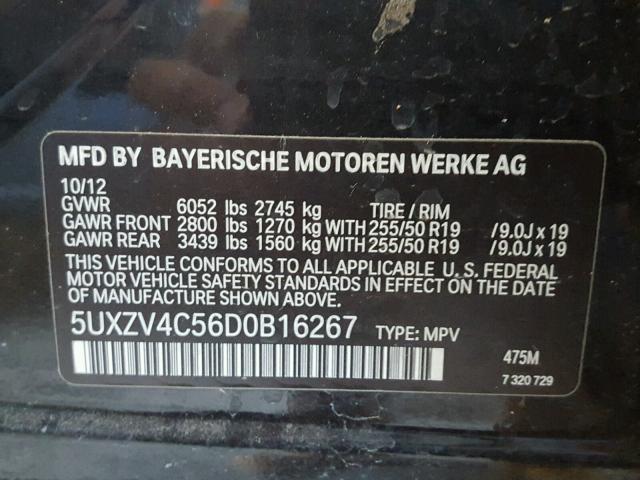 MFD BY BAYERISCHE MOTOREN WERKE AG
10/12
GVWR 6052 lbs 2745 kg TIRE / RIM
GAWR FRONT 2800 lbs 1270 kg WITH 255/50 R19 /9.0J x 19
GAWR REAR 3439 lbs 1560 kg WITH 255/50 R19 /9.0J x 19
THIS VEHICLE CONFORMS TO ALL APPLICABLE U.S. FEDERAL
MOTOR VEHICLE SAFETY STANDARDS IN EFFECT ON THE DATE
OF MANUFACTURE SHOWN ABOVE.
5UXZV4C56D0B16267 TYPE: MPV
475M
7 320 729